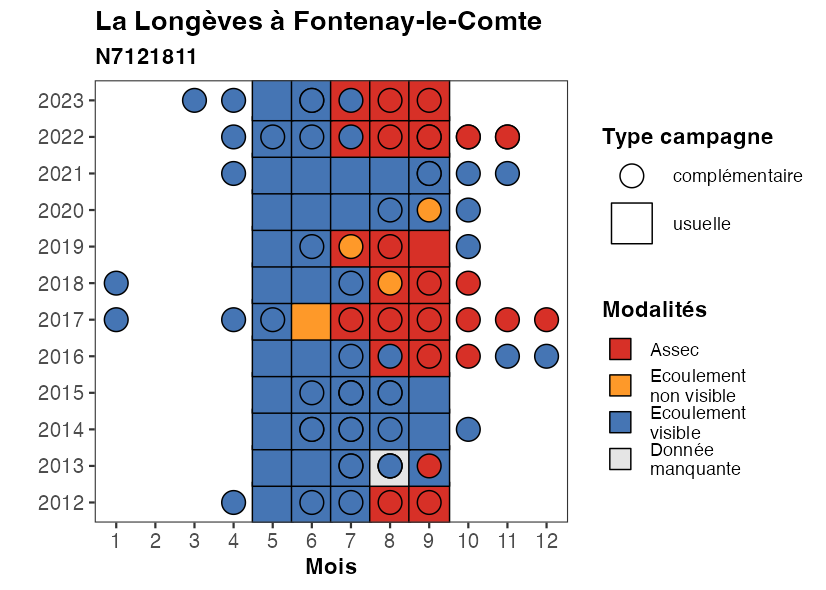 La Longèves à Fontenay-le-Comte
N7121811
2023
2022
2021
2020
2019
2018
2017
2016
2015
2014
2013
2012
1 2 3 4 5 6 7 8 9 10 11 12
Mois
Type campagne
complémentaire
usuelle
Modalités
Assec
Ecoulement
non visible
Ecoulement
visible
Donnée
manquante